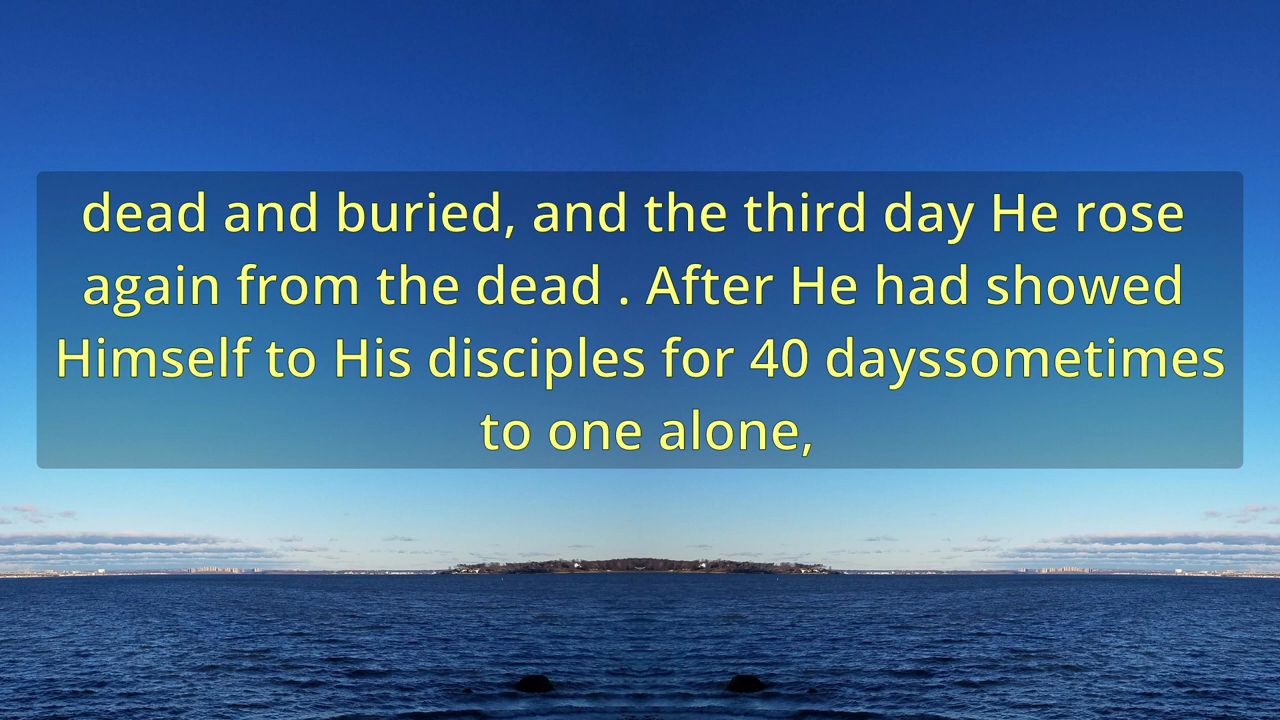 dead and buried, and the third day He rose
again from the dead . After He had showed
Himself to His disciples for 40 dayssometimes
to one alone,